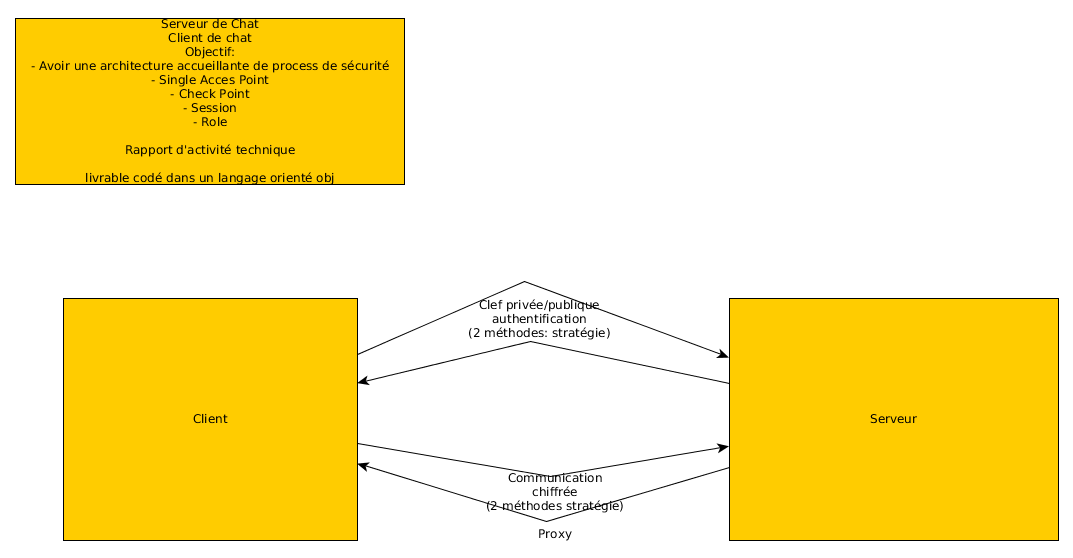 Serveur de Chat
Client de chat
Objectif:
- Avoir une architecture accueillante de process de sécurité
- Single Acces Point
- Check Point
- Session
- Role
Rapport d'activité technique
livrable codé dans un langage orienté obj
Clef privée/publique
authentification
(2 méthodes: stratégie)
Client
Serveur
Communication
chiffrée
(2 méthodes stratégie)
Proxy